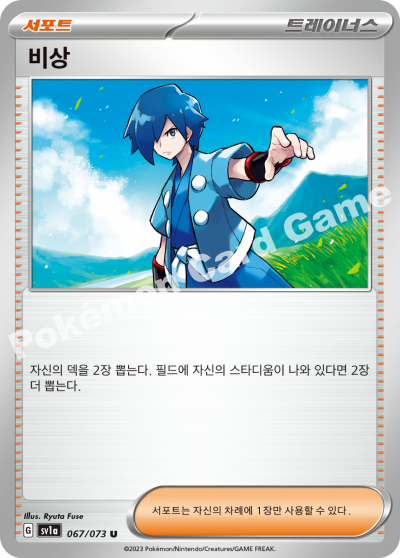 서포트
트레이너스
비상
Pokémon Card Game
자신의 덱을 2장 뽑는다. 필드에 자신의 스타디움이 나와 있다면 2장
더 뽑는다.
Illus. Ryuta Fuse
G sv1a 067/073 U
서포트는 자신의 차례에 1장만 사용할 수 있다.
©2023 Pokémon/Nintendo/Creatures/GAME FREAK.